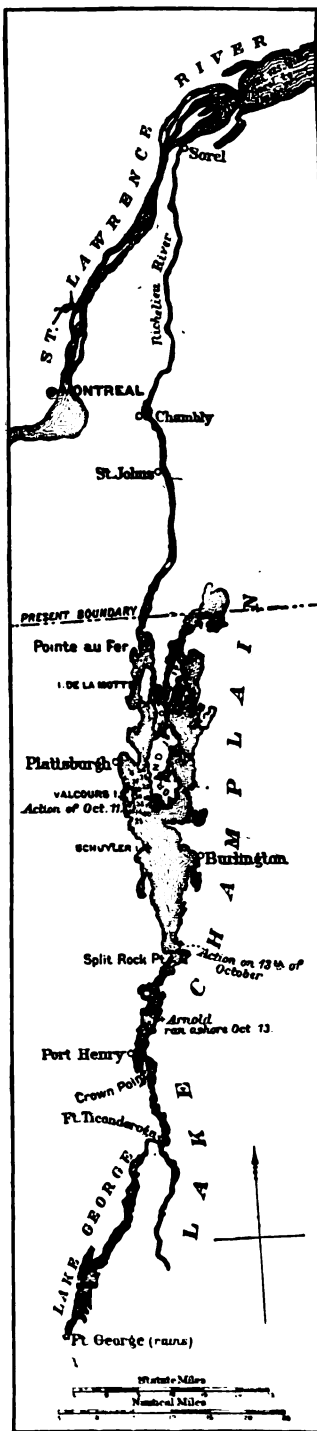 ST. LAWRENCE RIVER
Sorel
Richelieu River
MONTREAL
Chambly
St. Johns
PRESENT BOUNDARY
Pointe au Fer
I. DE LA MOTTE
Plattsburgh
VALCOURS I.
Action of Oct. 11.
SCHUYLER I.
Burlington
LAKE CHAMPLAIN
Split Rock Pt.
Action on 13th of
October
Arnold
ran ashore Oct 13.
Port Henry
Crown Point
Ft. Ticonderoga
LAKE GEORGE
Ft. George (ruins)
Statute Miles
Nautical Miles